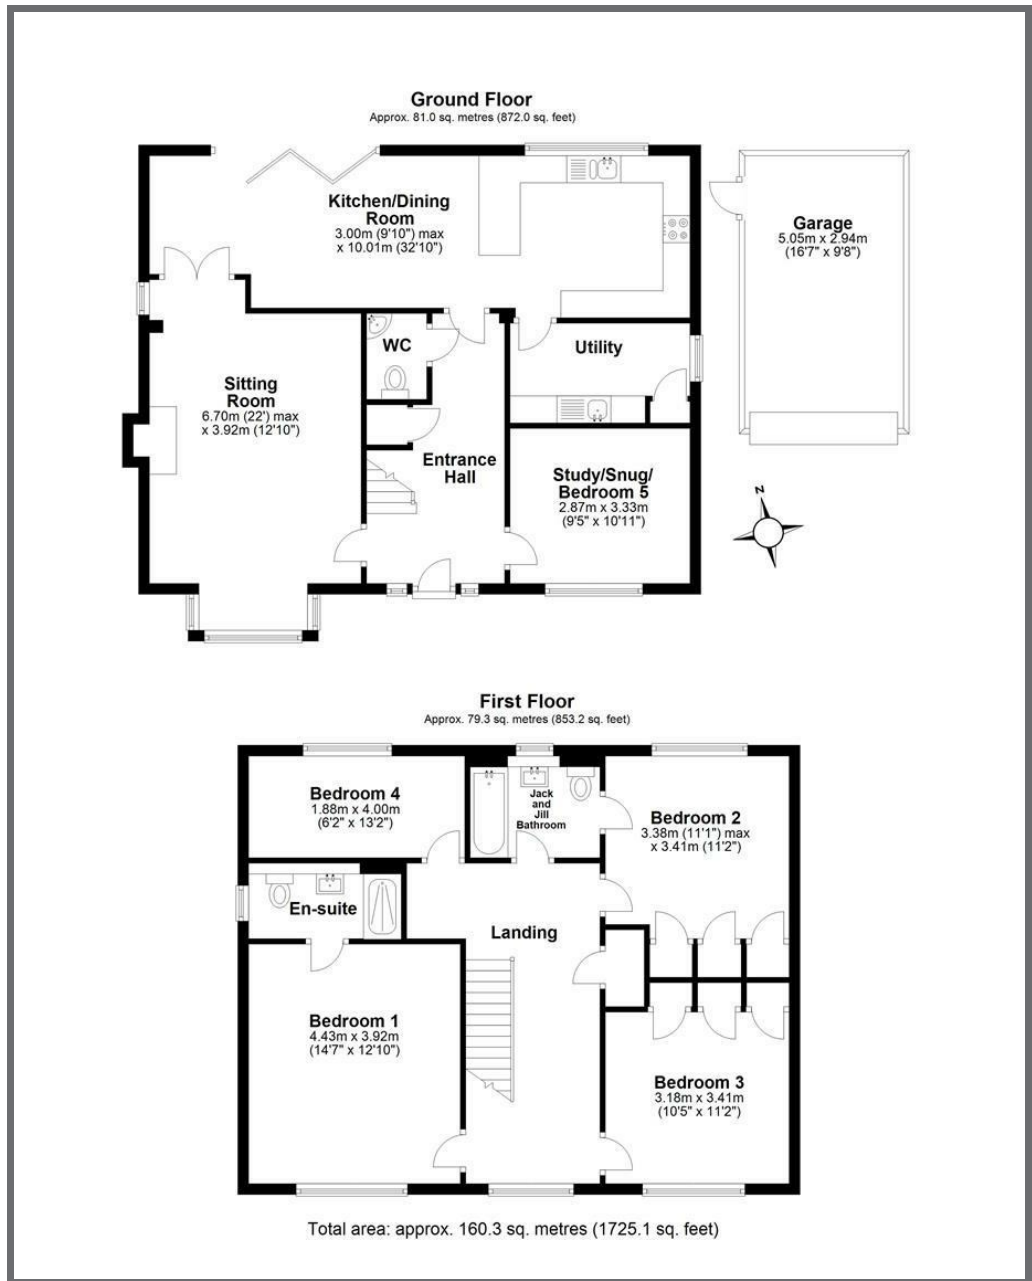 Ground Floor
Approx. 81.0 sq. metres (872.0 sq. feet)
Kitchen/Dining
Room
3.00m (9'10") max
x 10.01m (32'10")
Garage
5.05m x 2.94m
(16'7" x 9'8")
WC
Utility
Sitting
Room
6.70m (22') max
x 3.92m (12'10")
Entrance
Hall
Study/Snug/
Bedroom 5
2.87m x 3.33m
(9'5" x 10'11")
N
First Floor
Approx. 79.3 sq. metres (853.2 sq. feet)
Bedroom 4
1.88m x 4.00m
(6'2" x 13'2")
Jack
and
Jill
Bathroom
Bedroom 2
3.38m (11'1") max
x 3.41m (11'2")
En-suite
Landing
Bedroom 1
4.43m x 3.92m
(14'7" x 12'10")
Bedroom 3
3.18m x 3.41m
(10'5" x 11'2")
Total area: approx. 160.3 sq. metres (1725.1 sq. feet)